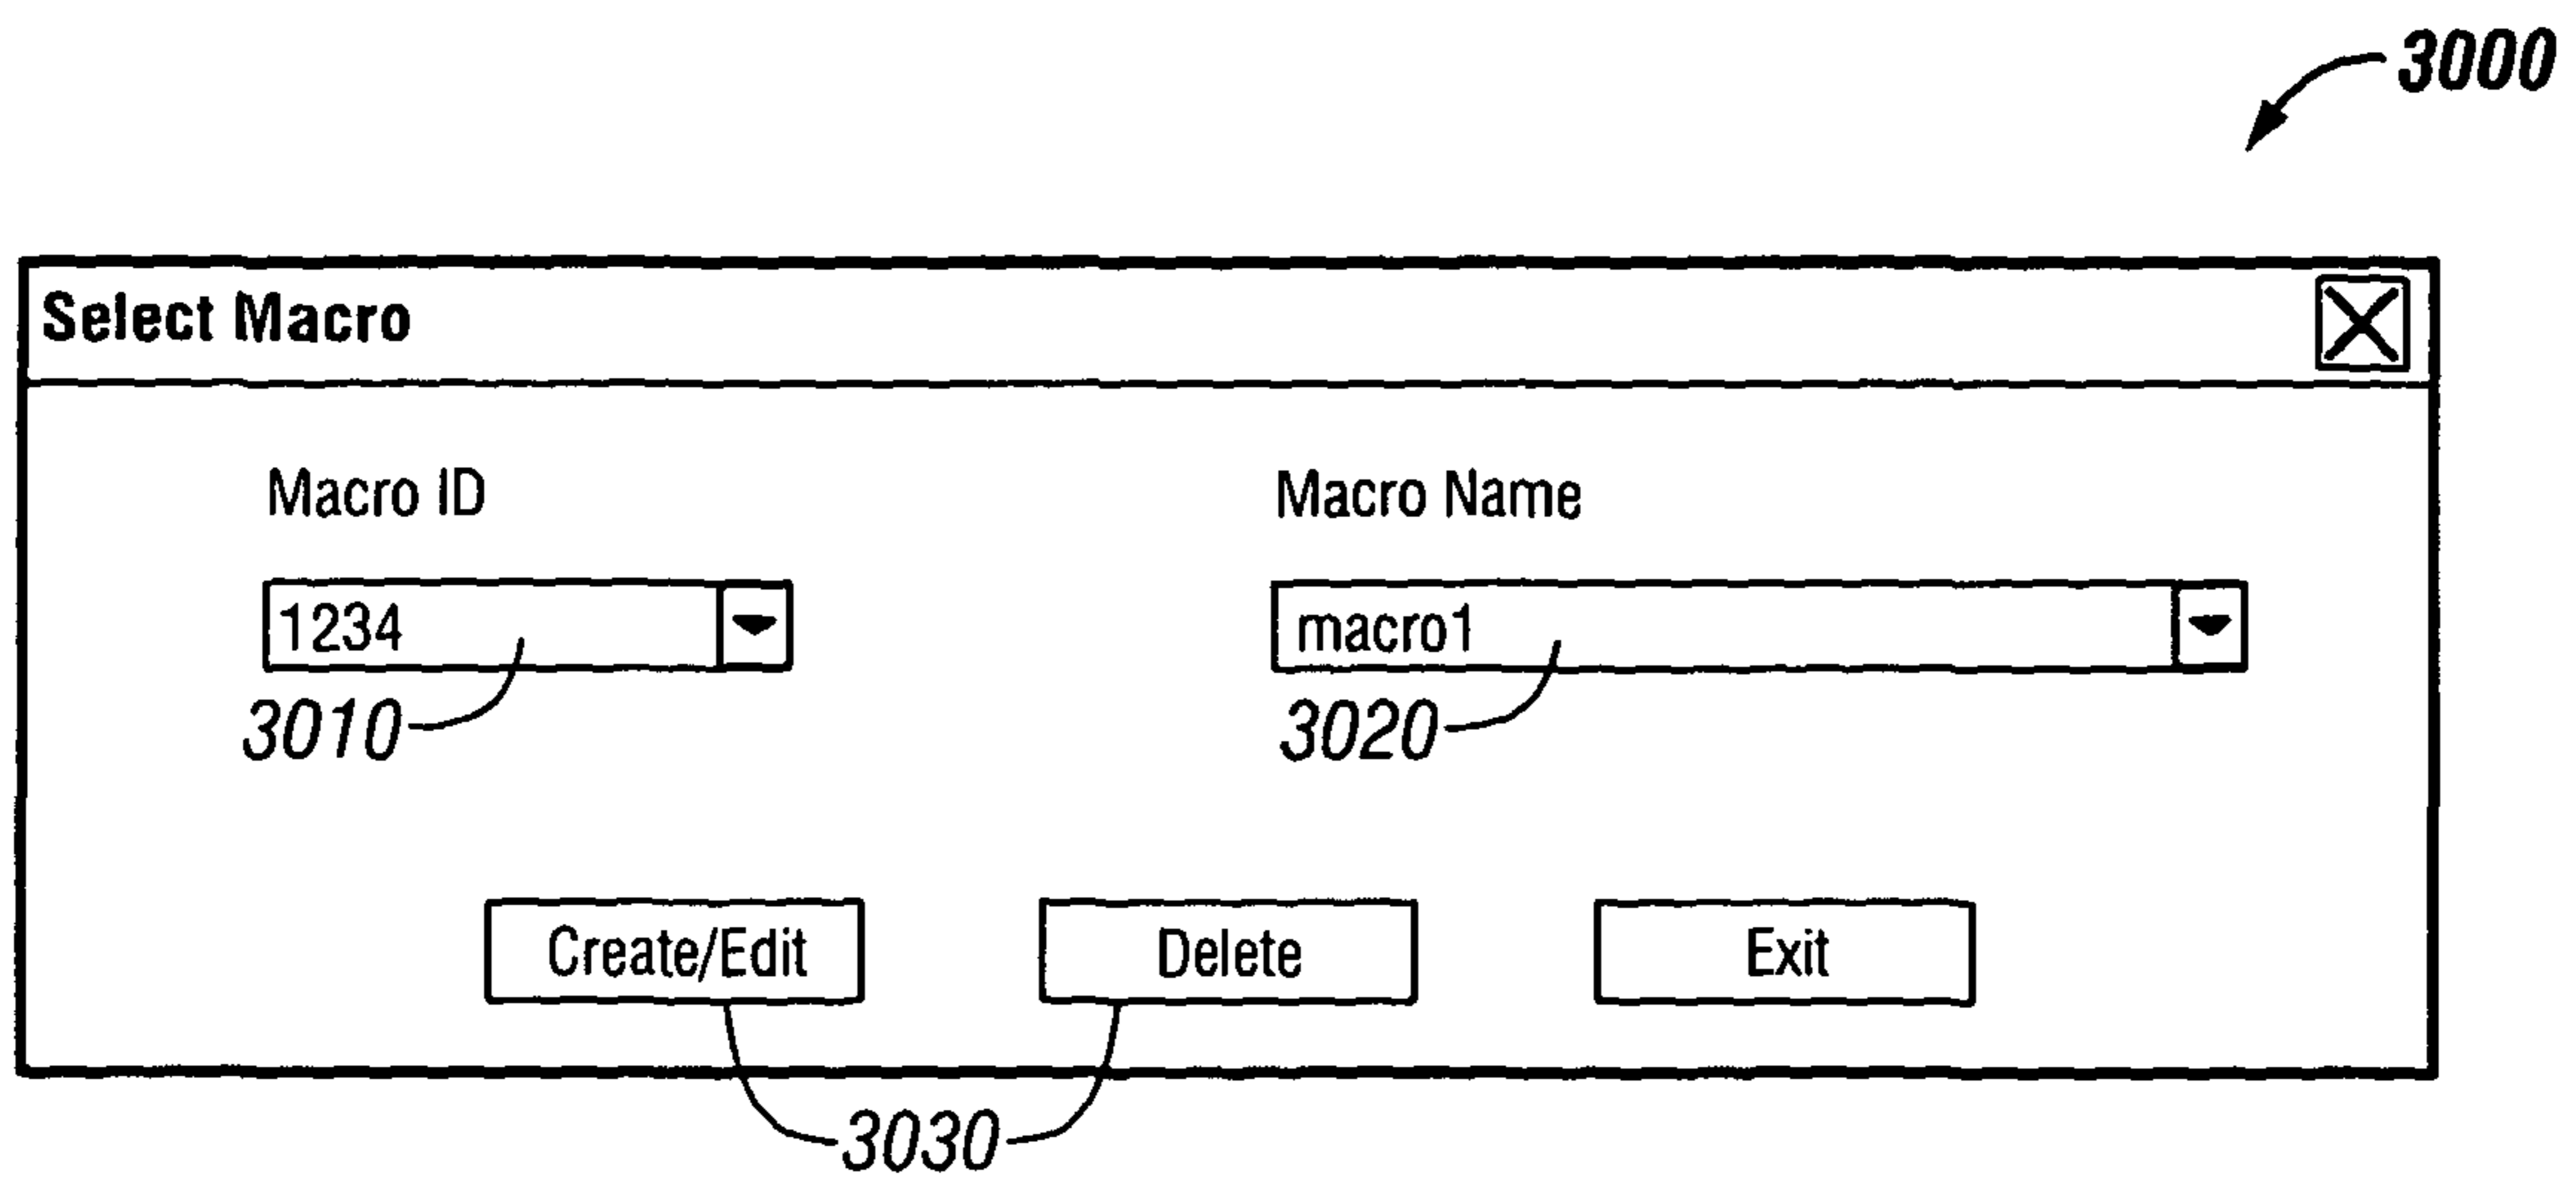 3000
Select Macro
Macro ID
Macro Name
1234
macro1
3010
3020
Create/Edit
Delete
Exit
3030